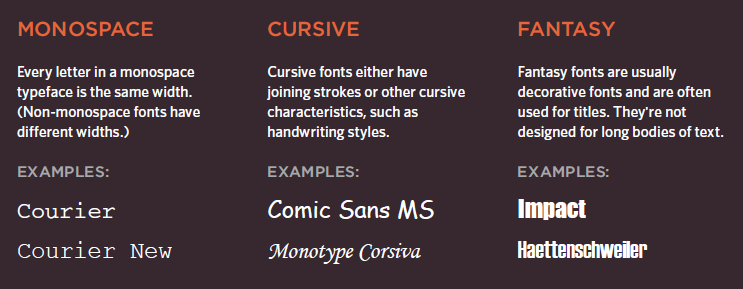 MONOSPACE
Every letter in a monospace
typeface is the same width.
(Non-monospace fonts have
different widths.)
EXAMPLES:
Courier
Courier New
CURSIVE
Cursive fonts either have
joining strokes or other cursive
characteristics, such as
handwriting styles.
EXAMPLES:
Comic Sans MS
Monotype Corsiva
FANTASY
Fantasy fonts are usually
decorative fonts and are often
used for titles. They're not
designed for long bodies of text.
EXAMPLES:
Impact
Haettenschweiler